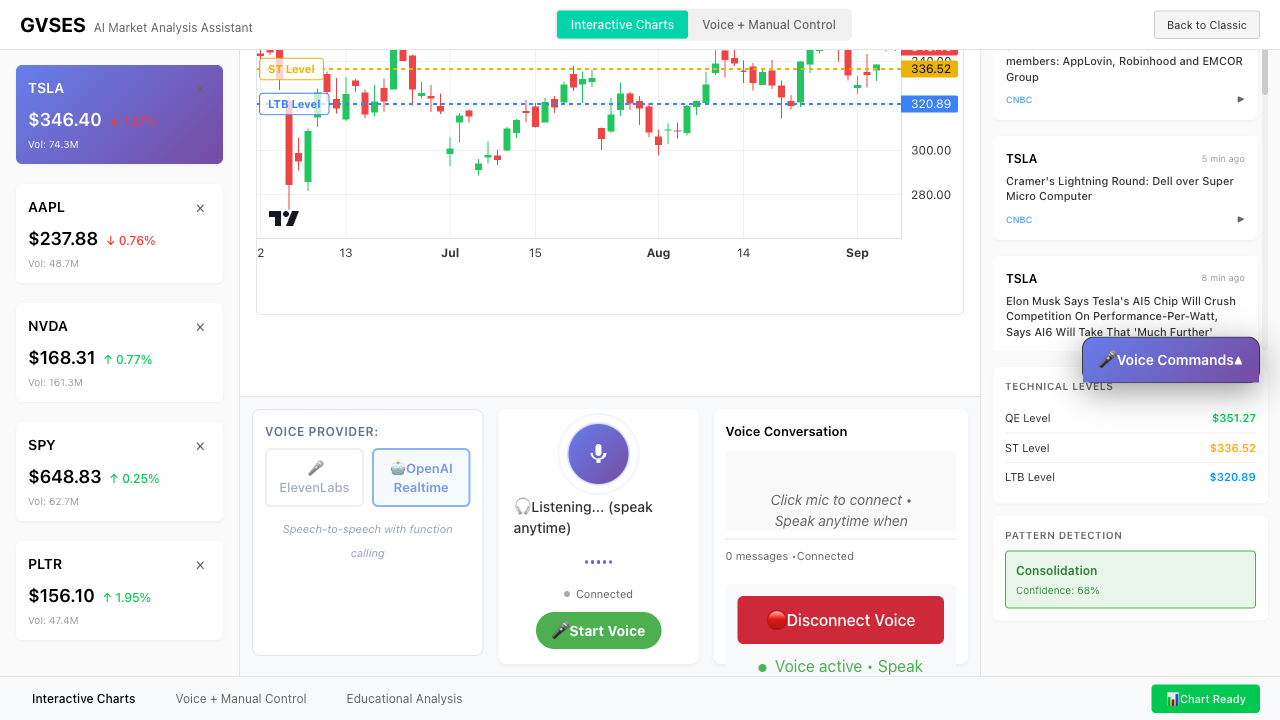 GVSES AI Market Analysis Assistant
Interactive Charts
Voice + Manual Control
Back to Classic
TSLA
$346.40
Vol: 74.3M
AAPL
$237.88 ↓ 0.76%
Vol: 48.7M
NVDA
$168.31 ↑ 0.77%
Vol: 161.3M
SPY
$648.83 ↑ 0.25%
Vol: 62.7M
PLTR
$156.10 ↑ 1.95%
Vol: 47.4M
ST Level
336.52
LTB Level
320.89
300.00
280.00
2 13 Jul 15 Aug 14 Sep
VOICE PROVIDER:
🎤
ElevenLabs
🤖OpenAI
Realtime
Speech-to-speech with function
calling
🎧Listening... (speak
anytime)
Connected
🎤Start Voice
Voice Conversation
Click mic to connect •
Speak anytime when
0 messages •Connected
🔴Disconnect Voice
● Voice active • Speak
members: AppLovin, Robinhood and EMCOR
Group
CNBC
TSLA 5 min ago
Cramer's Lightning Round: Dell over Super
Micro Computer
CNBC
TSLA 8 min ago
Elon Musk Says Tesla's AI5 Chip Will Crush
Competition On Performance-Per-Watt,
Says AI6 Will Take That 'Much Further'
🎤Voice Commands▲
TECHNICAL LEVELS
QE Level $351.27
ST Level $336.52
LTB Level $320.89
PATTERN DETECTION
Consolidation
Confidence: 68%
Interactive Charts
Voice + Manual Control
Educational Analysis
📊Chart Ready